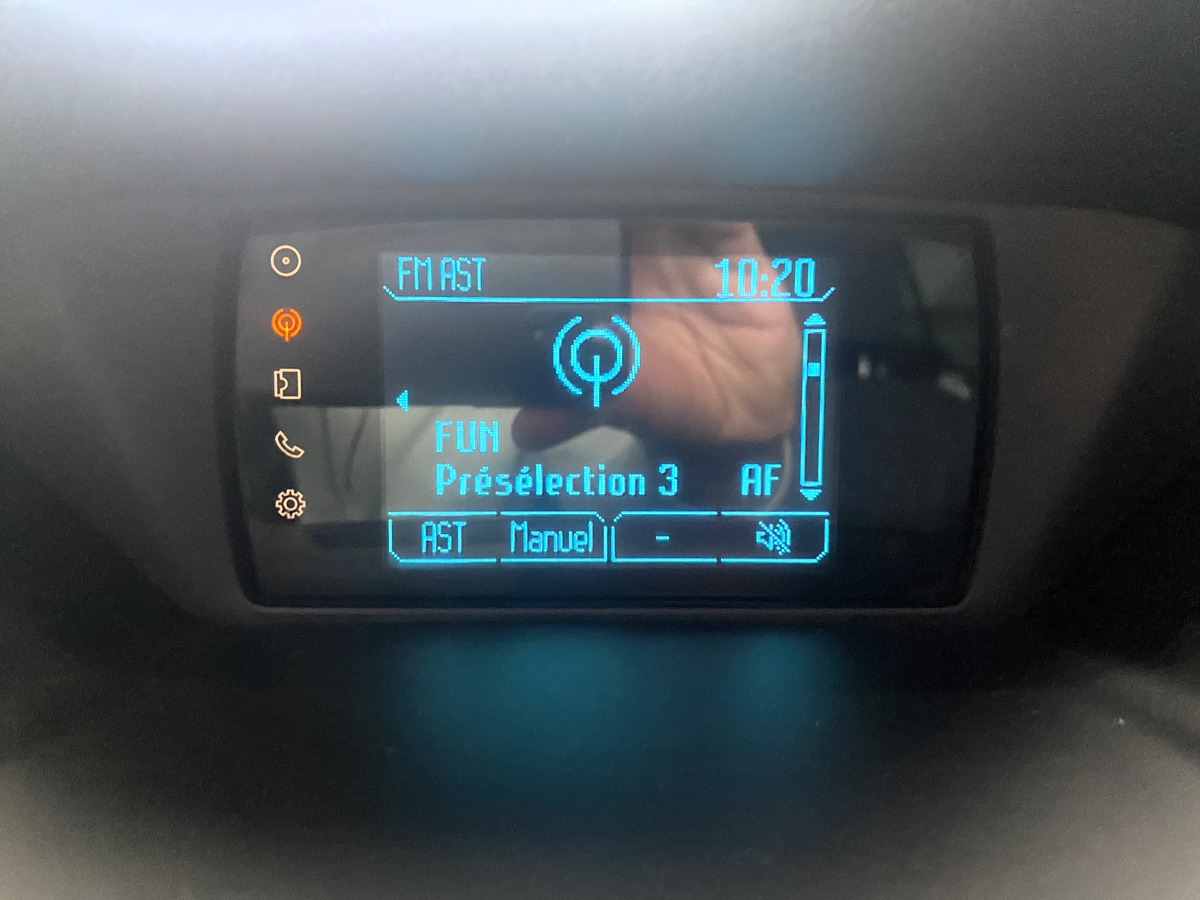 FM AST 10:20
FUN
Présélection 3 AF
AST Manuel -